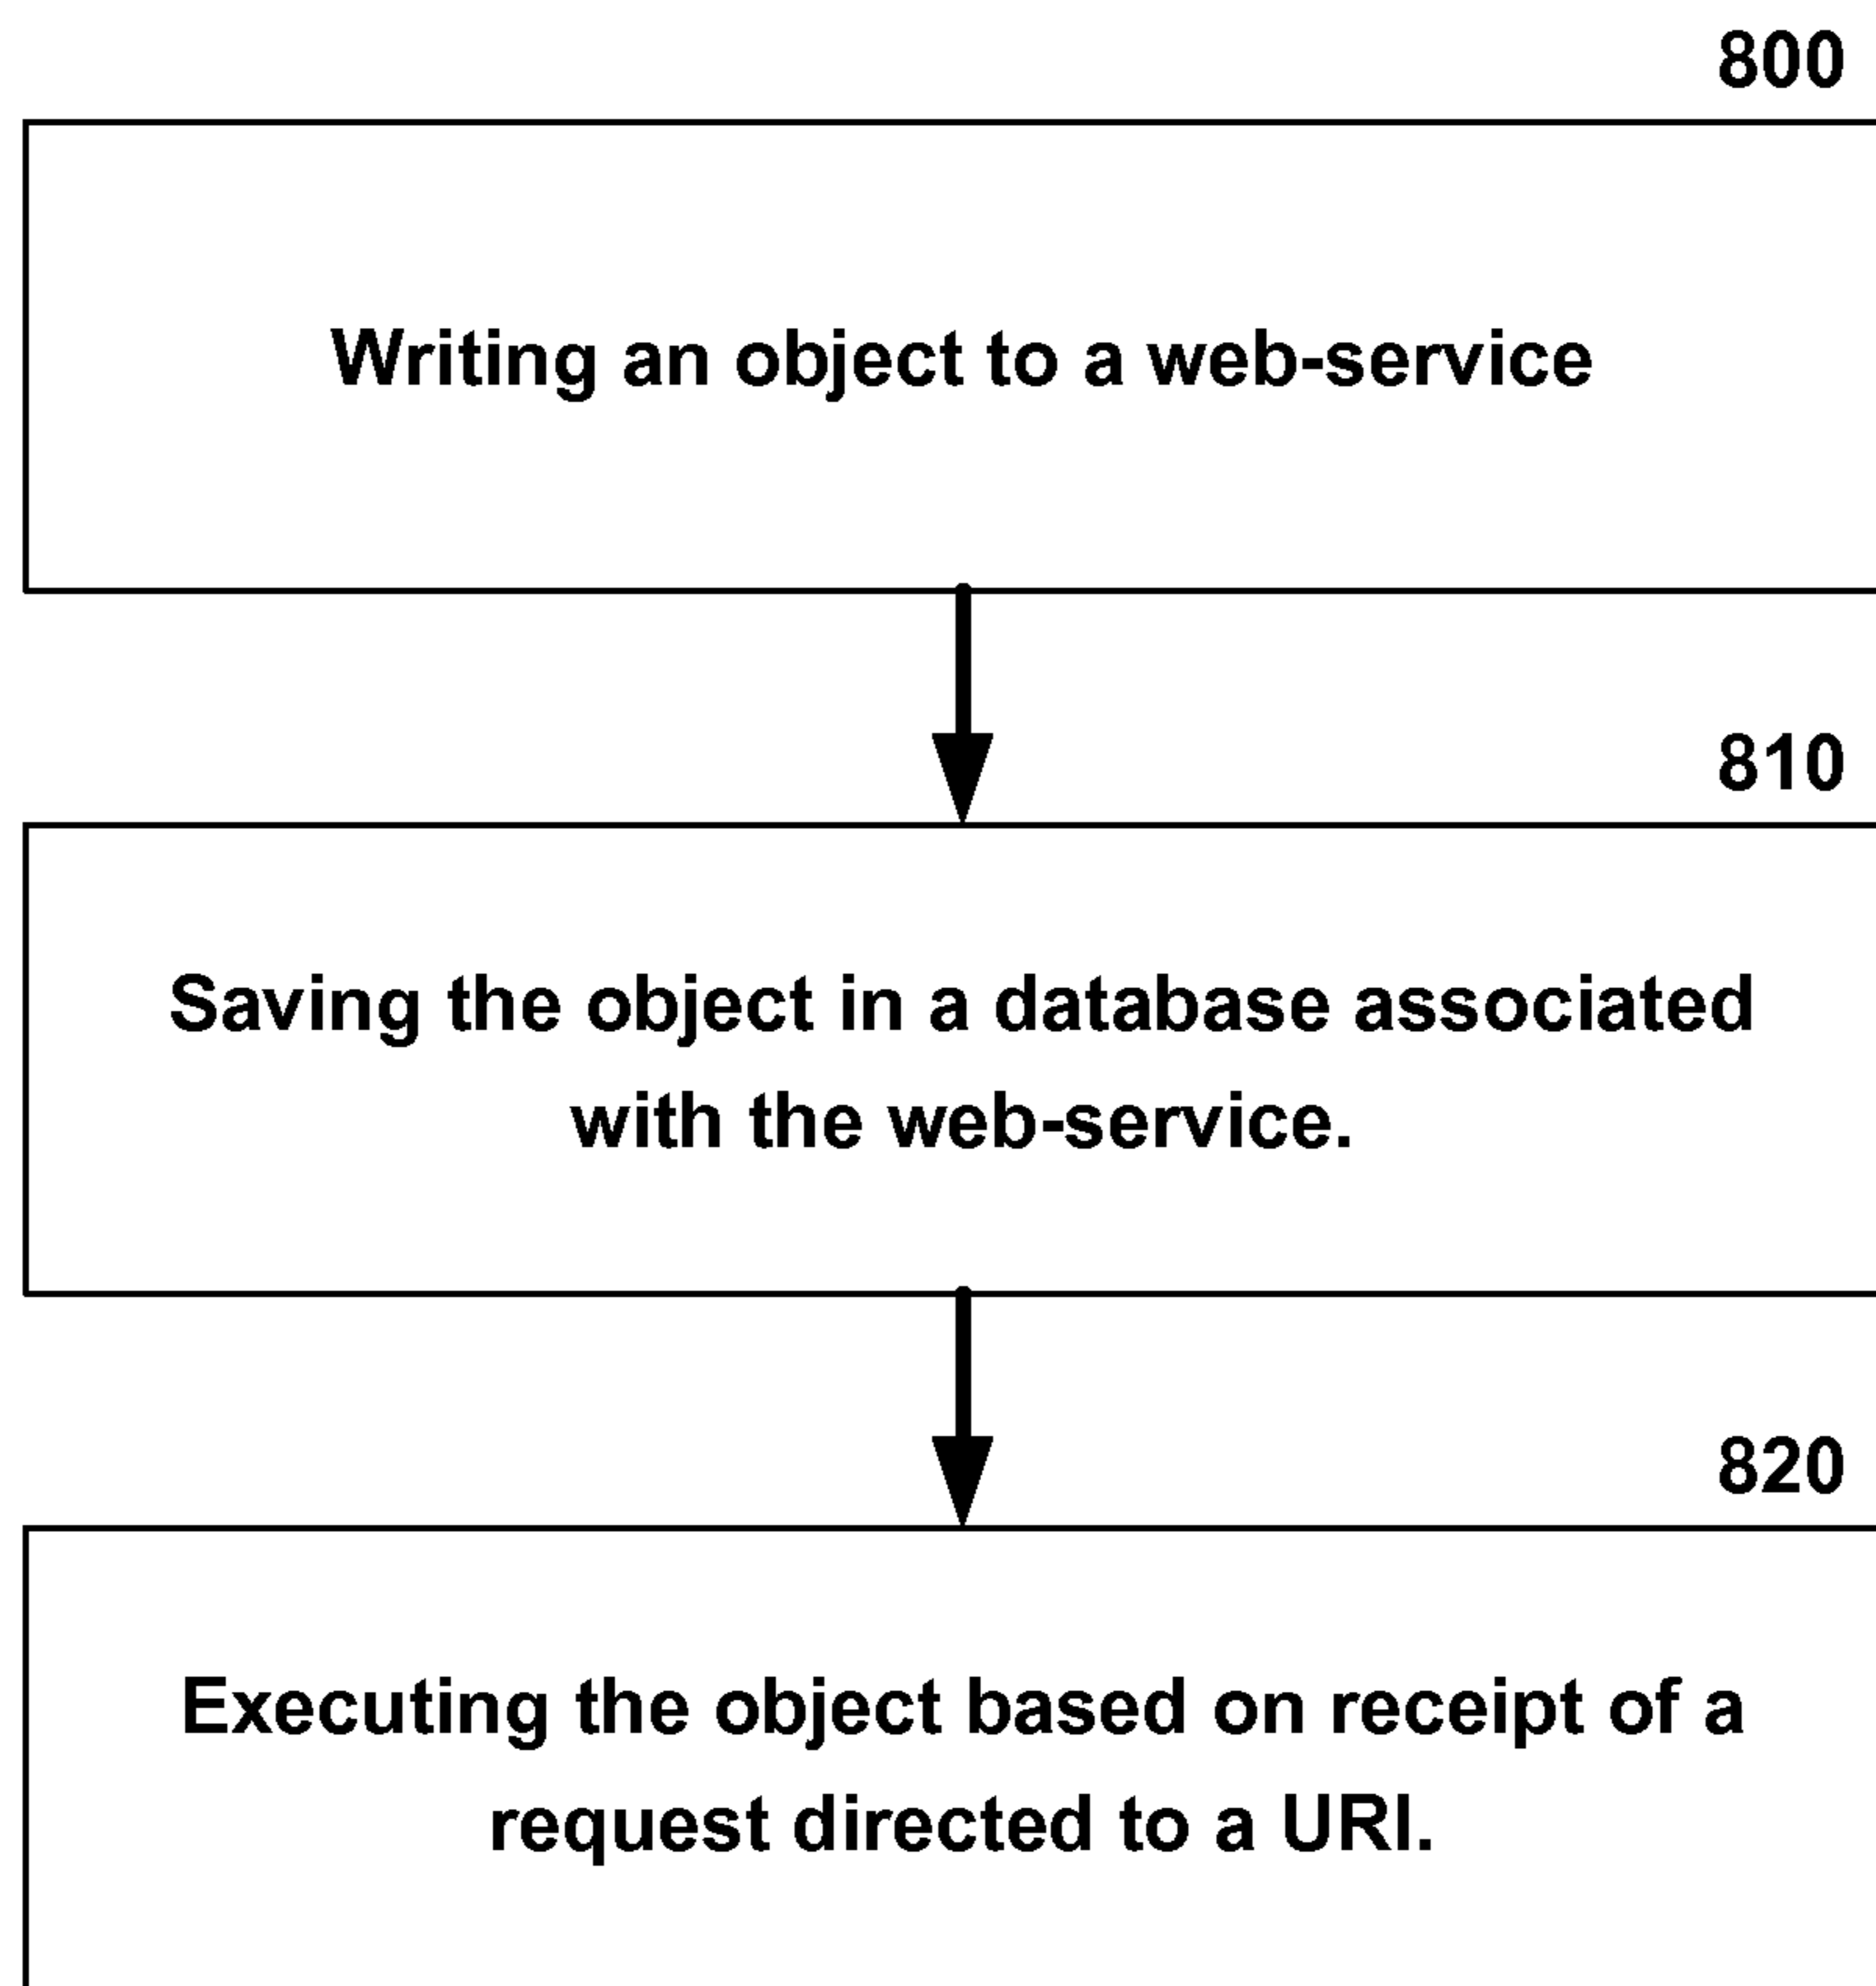 800
Writing an object to a web-service
810
Saving the object in a database associated
with the web-service.
820
Executing the object based on receipt of a
request directed to a URI.